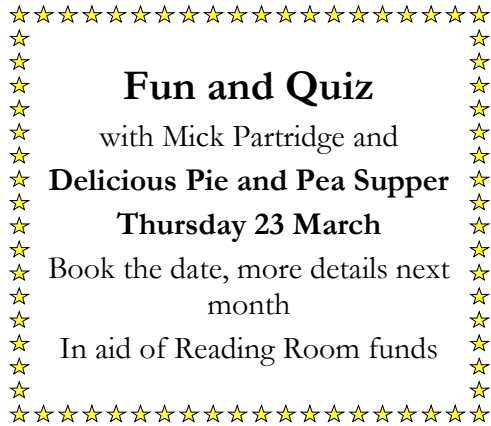 Fun and Quiz
with Mick Partridge and
Delicious Pie and Pea Supper
Thursday 23 March
Book the date, more details next
month
In aid of Reading Room funds